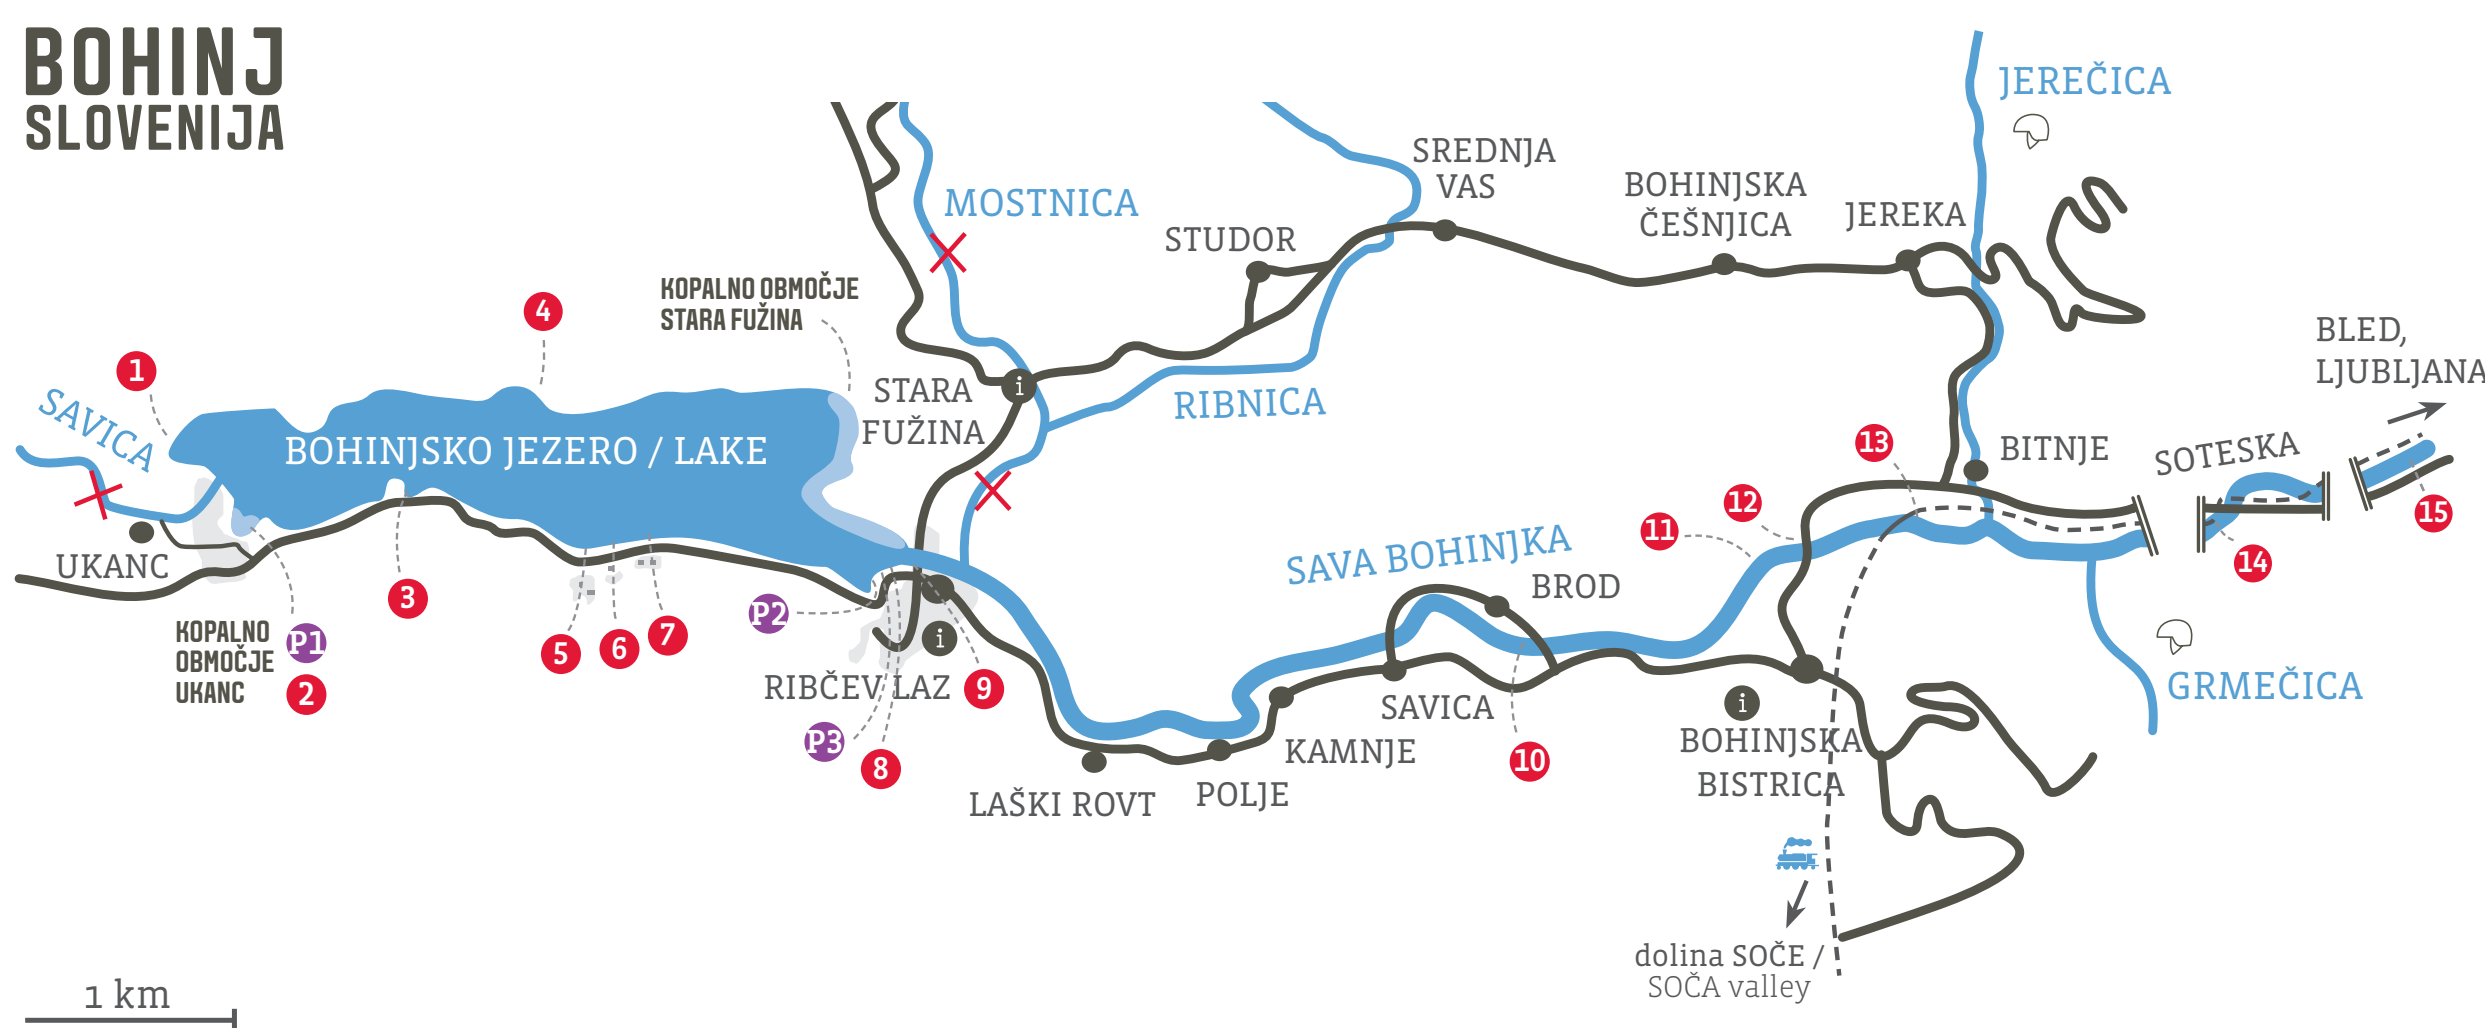 BOHINJ
SLOVENIJA
JEREČICA
SREDNJA
VAS
BOHINJSKA
ČEŠNJICA
JEREKA
MOSTNICA
STUDOR
KOPALNO OBMOČJE
STARA FUŽINA
4
1
SAVICA
BOHINJSKO JEZERO / LAKE
STARA
FUŽINA
i
RIBNICA
BLED,
LJUBLJANA
13
BITNJE
SOTESKA
12
11
15
14
UKANC
SAVA BOHINJKA
BROD
3
P2
KOPALNO
OBMOČJE
UKANC
P1
2
5
6
7
i
RIBČEV LAZ
9
P3
8
SAVICA
KAMNJE
10
i
BOHINJSKA
BISTRICA
GRMEČICA
LAŠKI ROVT
POLJE
dolina SOČE /
SOČA valley
1 km